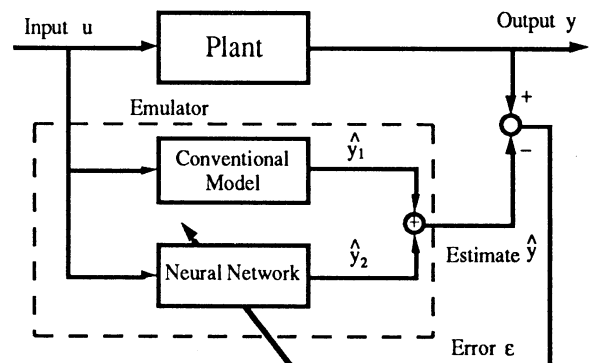 Input u
Output y
Plant
+
Emulator
Conventional
Model
ŷ₁
−
+
Neural Network
ŷ₂
Estimate ŷ
Error ε